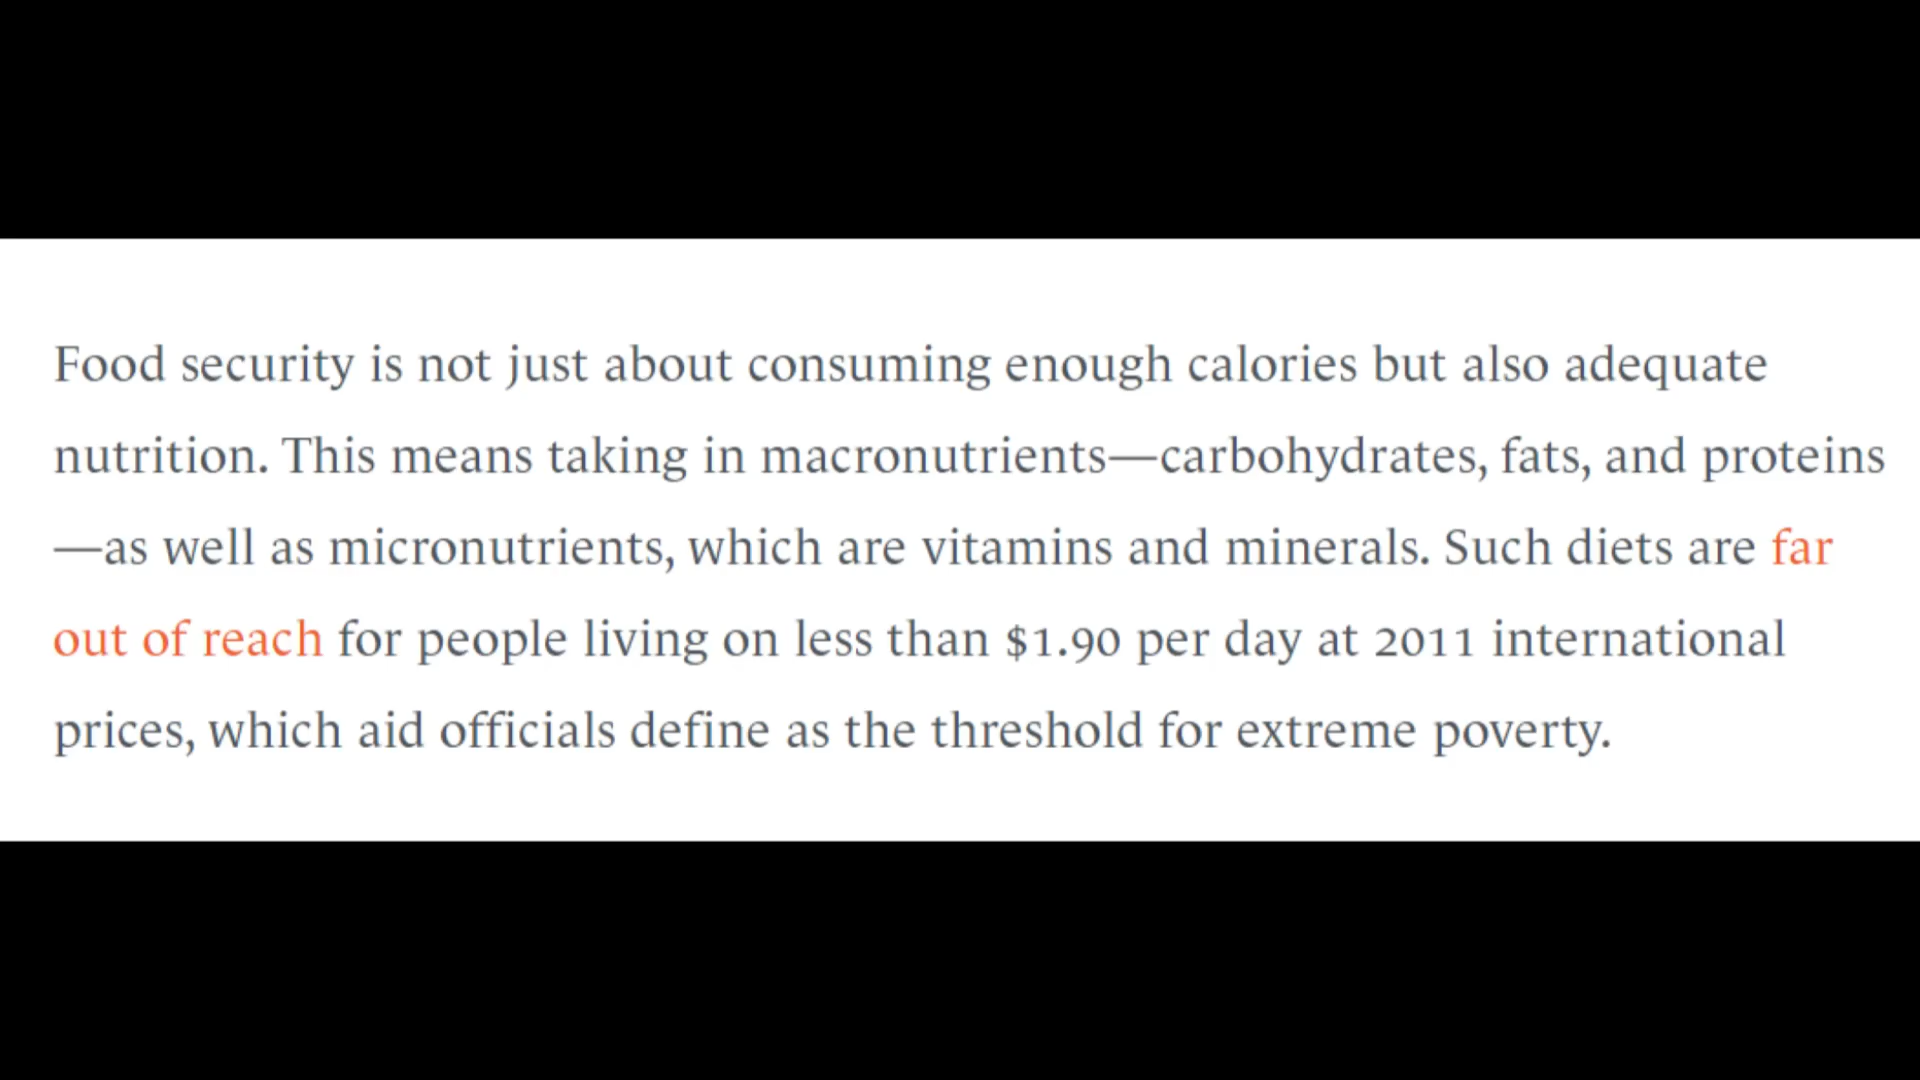 Food security is not just about consuming enough calories but also adequate
nutrition. This means taking in macronutrients—carbohydrates, fats, and proteins
—as well as micronutrients, which are vitamins and minerals. Such diets are far
out of reach for people living on less than $1.90 per day at 2011 international
prices, which aid officials define as the threshold for extreme poverty.